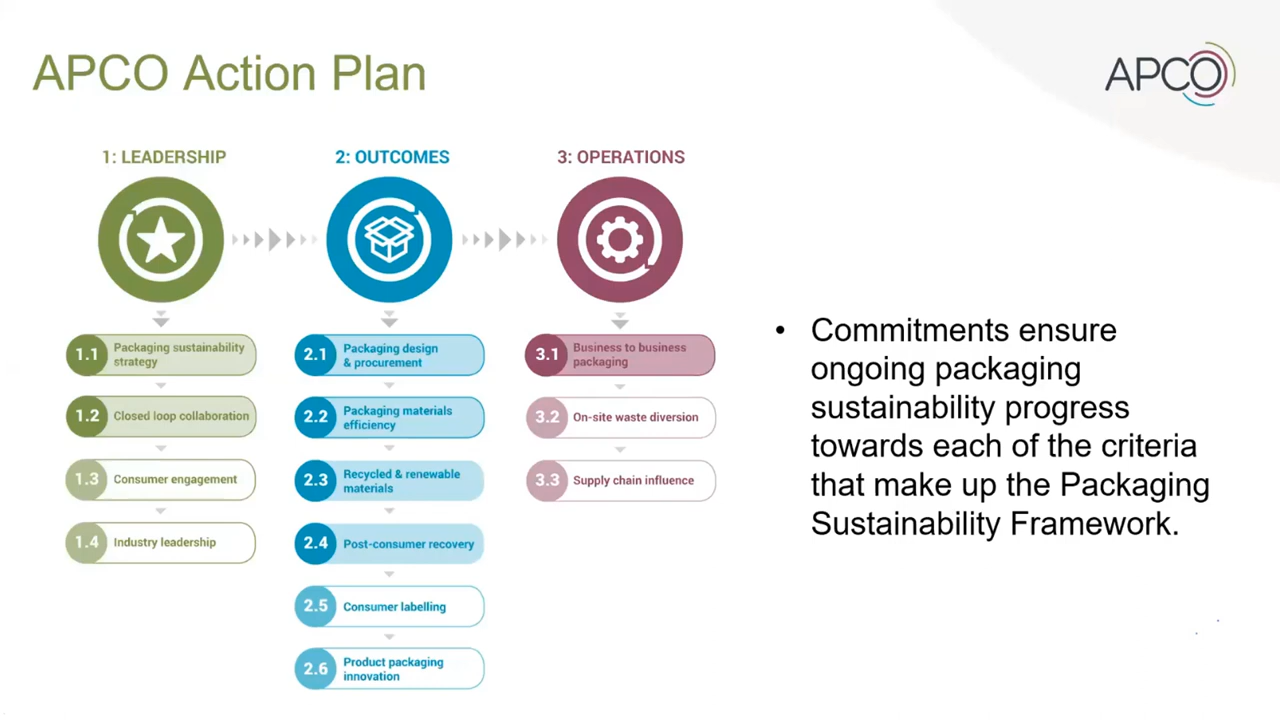 APCO Action Plan
APCO
1: LEADERSHIP
2: OUTCOMES
3: OPERATIONS
1.1 Packaging sustainability
strategy
1.2 Closed loop collaboration
1.3 Consumer engagement
1.4 Industry leadership
2.1 Packaging design
& procurement
2.2 Packaging materials
efficiency
2.3 Recycled & renewable
materials
2.4 Post-consumer recovery
2.5 Consumer labelling
2.6 Product packaging
innovation
3.1 Business to business
packaging
3.2 On-site waste diversion
3.3 Supply chain influence
• Commitments ensure
ongoing packaging
sustainability progress
towards each of the criteria
that make up the Packaging
Sustainability Framework.